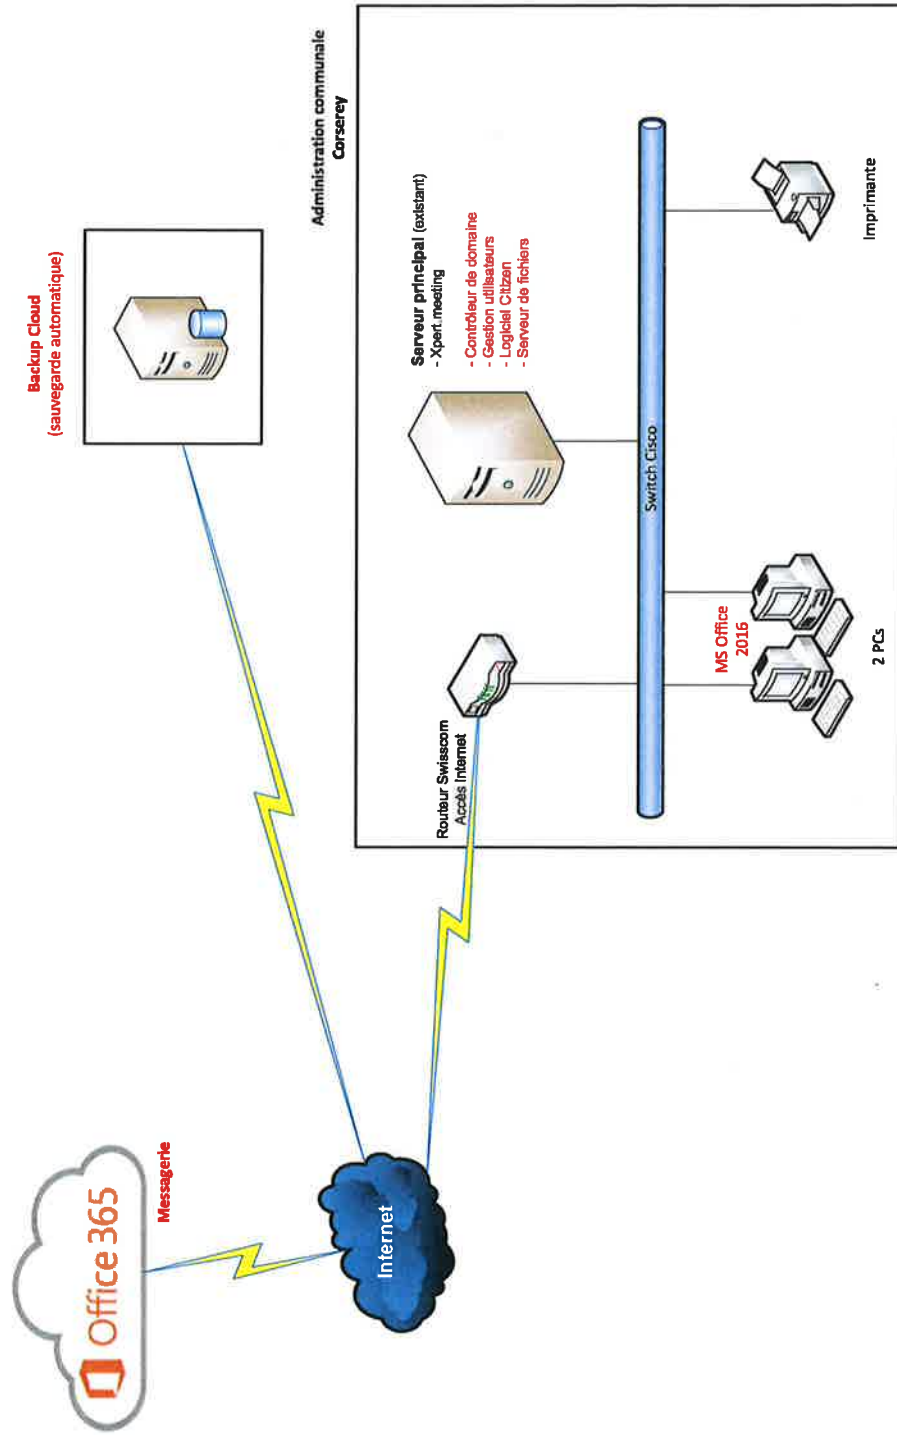 Office 365
Messagerie
Backup Cloud
(sauvegarde automatique)
Internet
Administration communale
Corserey
Routeur Swisscom
Accès Internet
Serveur principal (existant)
- Xpert.meeting
- Contrôleur de domaine
- Gestion utilisateurs
- Logiciel Citizen
- Serveur de fichiers
Switch Cisco
MS Office
2016
2 PCs
Imprimante